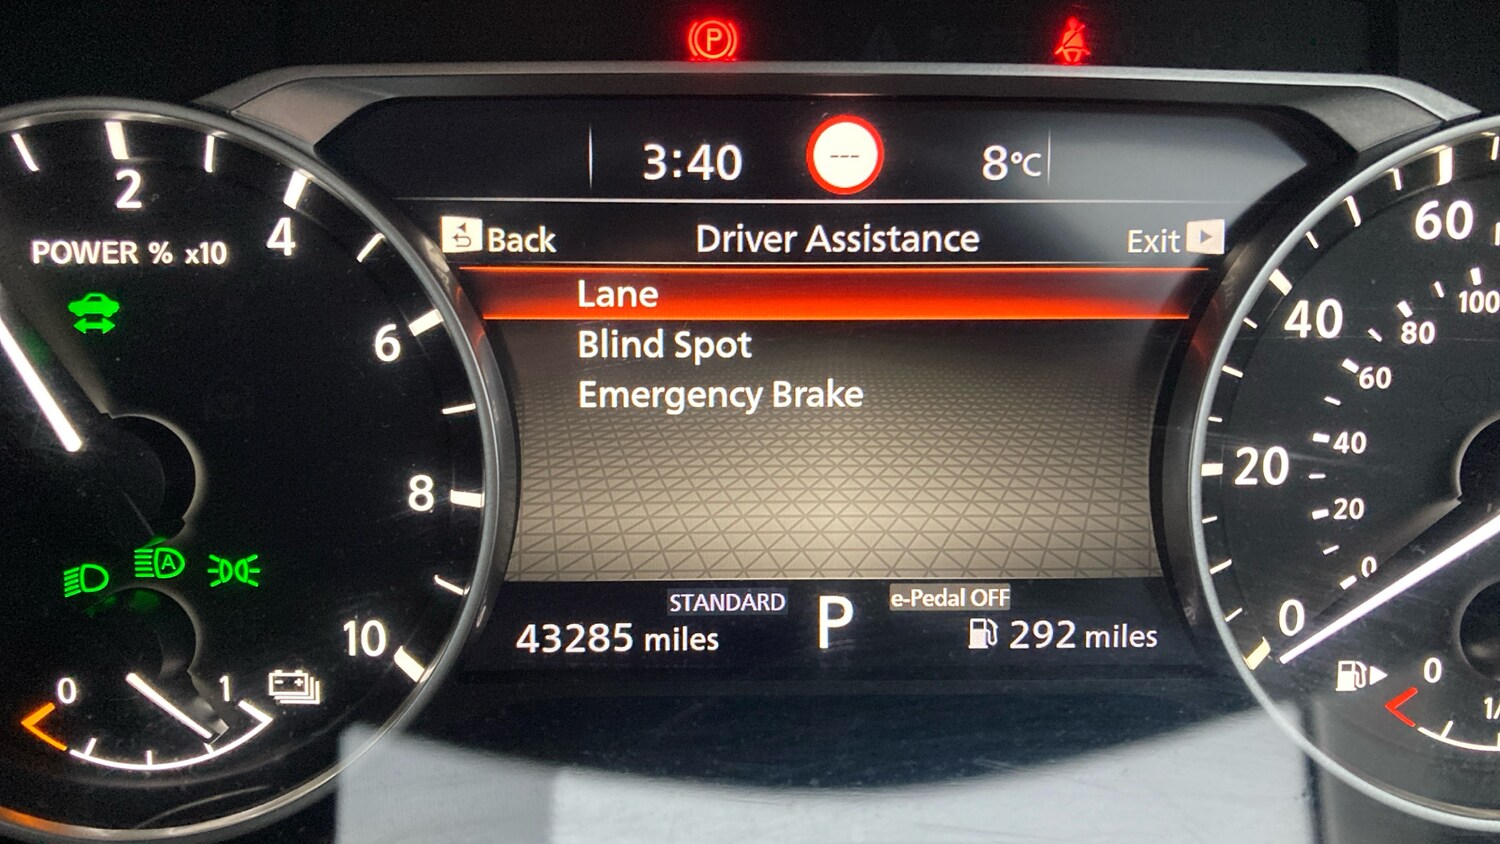 P
3:40
---
8°C
Back
Driver Assistance
Exit
Lane
Blind Spot
Emergency Brake
STANDARD
P
e-Pedal OFF
43285 miles
292 miles
2
4
POWER % x10
6
8
10
A
0
1
60
40
20
0
100
80
60
40
20
0
0